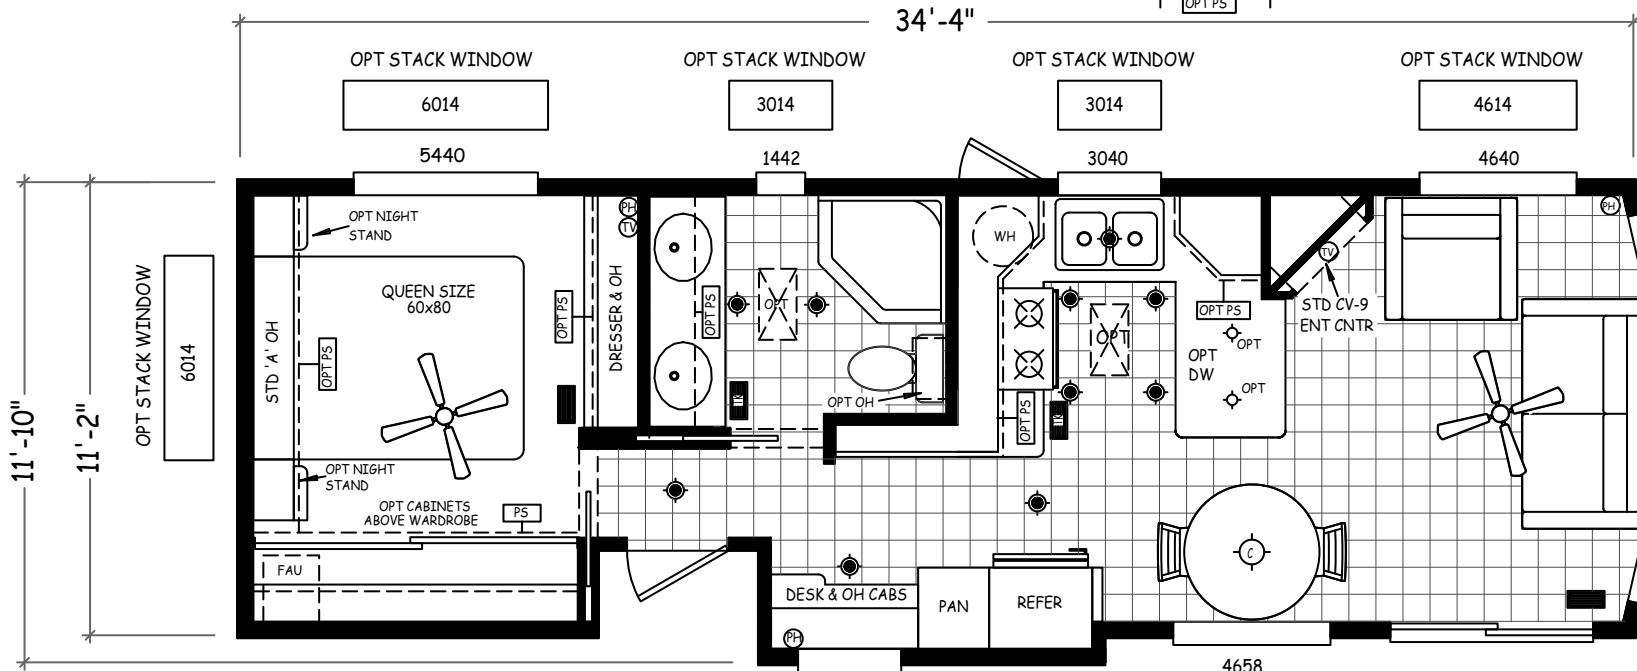 OPT PS
34'-4"
OPT STACK WINDOW
OPT STACK WINDOW
OPT STACK WINDOW
OPT STACK WINDOW
6014
3014
3014
4614
5440
1442
3040
4640
PH
TV
OPT NIGHT
STAND
WH
PH
TV
QUEEN SIZE
60x80
OPT PS
OPT PS
OPT
OPT PS
STD CV-9
ENT CNTR
OPT STACK WINDOW
6014
STD 'A' OH
OPT PS
DRESSER & OH
OPT
OPT
OPT
DW
OPT
11'-10"
11'-2"
TK
OPT OH
OPT PS
TK
OPT NIGHT
STAND
OPT CABINETS
ABOVE WARDROBE
PS
C
FAU
DESK & OH CABS
PAN
REFER
PH
4658